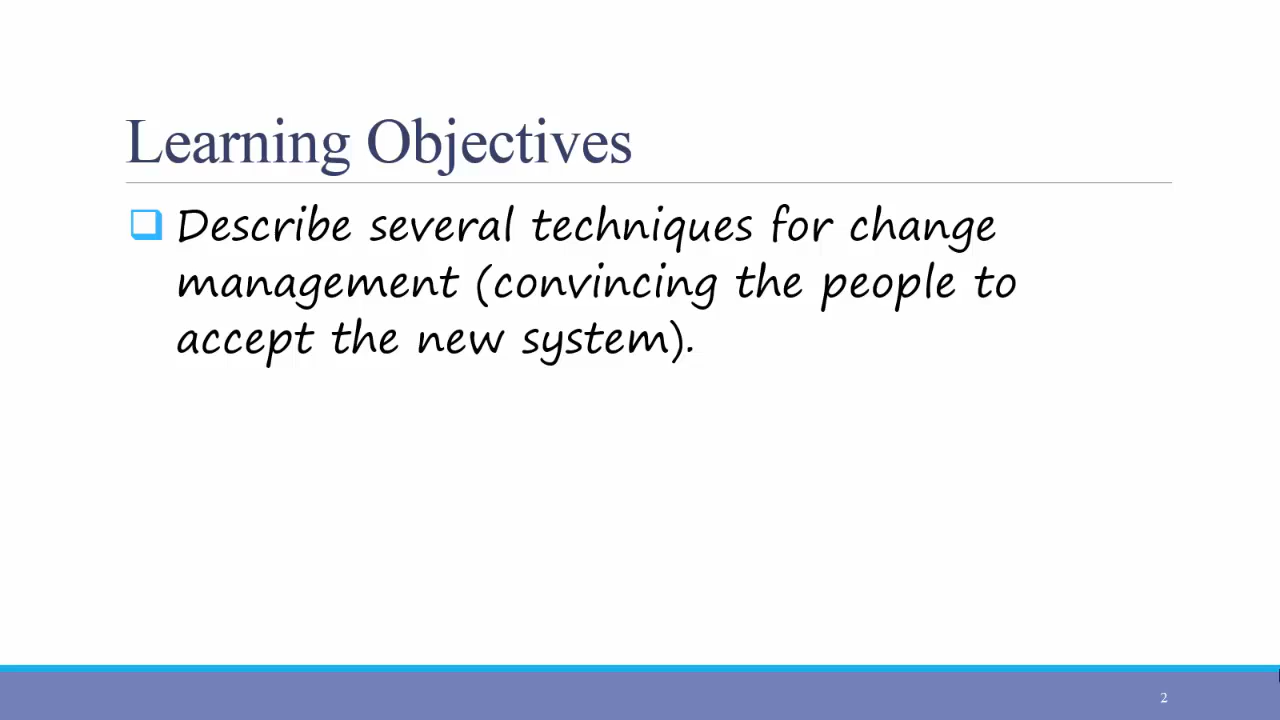 Learning Objectives
Describe several techniques for change
management (convincing the people to
accept the new system).
2